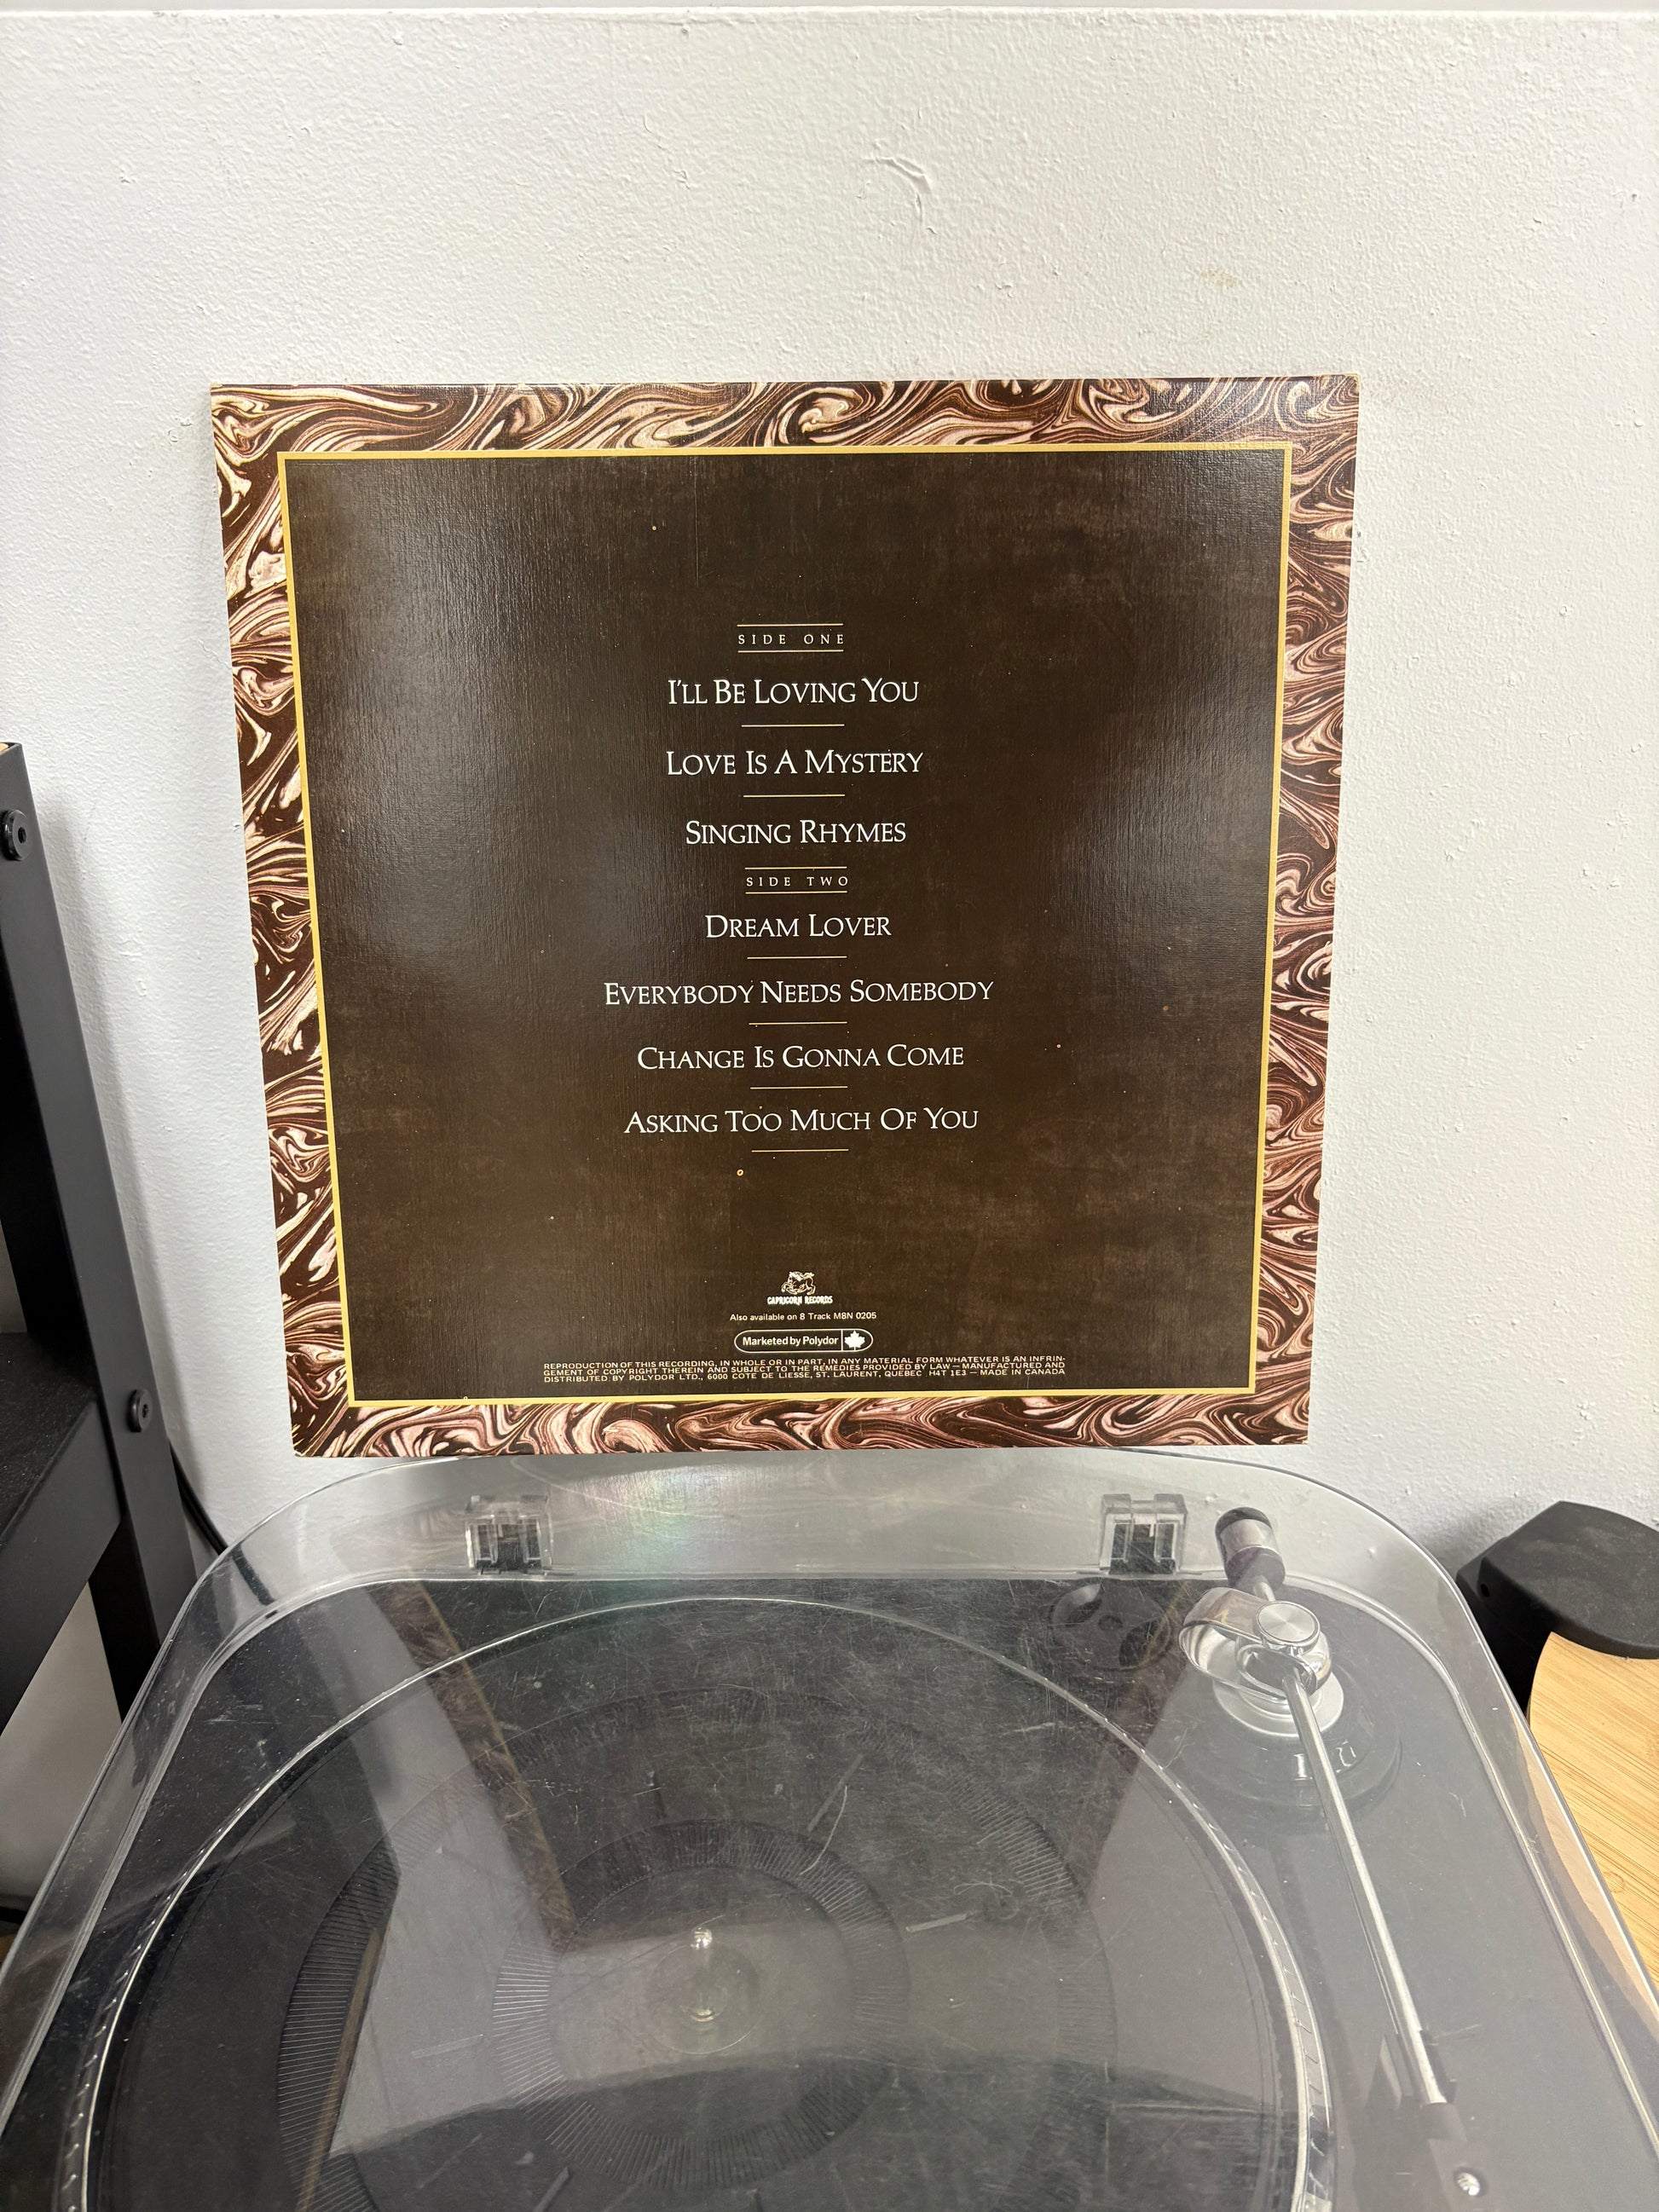 SIDE ONE
I'LL BE LOVING YOU
LOVE IS A MYSTERY
SINGING RHYMES
SIDE TWO
DREAM LOVER
EVERYBODY NEEDS SOMEBODY
CHANGE IS GONNA COME
ASKING TOO MUCH OF YOU
CAPRICORN RECORDS
Also available on 8 Track M8N 0205
Marketed by Polydor
REPRODUCTION OF THIS RECORDING, IN WHOLE OR IN PART, IN ANY MATERIAL FORM WHATEVER IS AN INFRIN-
GEMENT OF COPYRIGHT THEREIN AND SUBJECT TO THE REMEDIES PROVIDED BY LAW — MANUFACTURED AND
DISTRIBUTED BY POLYDOR LTD., 6000 COTE DE LIESSE, ST. LAURENT, QUEBEC H4T 1E3 — MADE IN CANADA